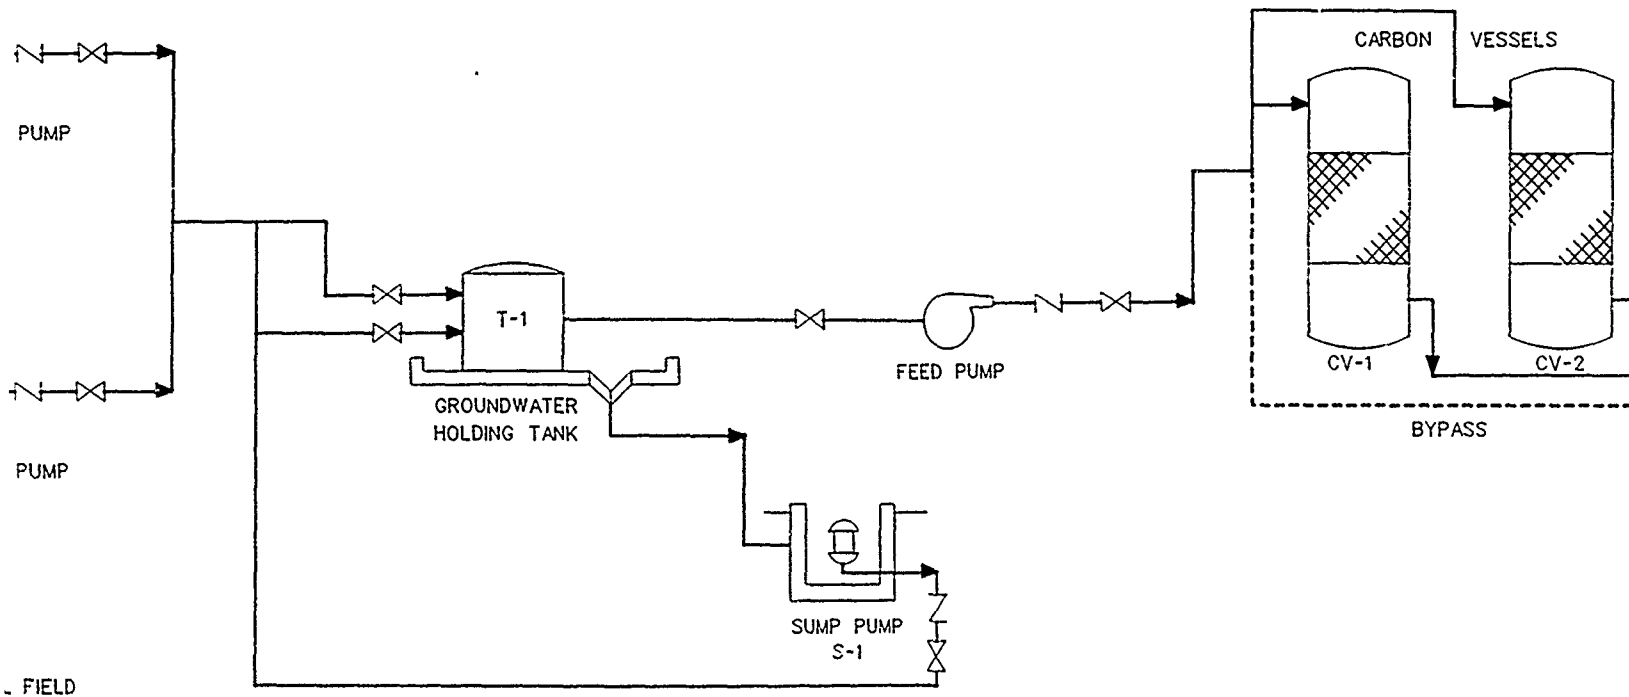 CARBON VESSELS
PUMP
T-1
CV-1
CV-2
FEED PUMP
GROUNDWATER
HOLDING TANK
BYPASS
PUMP
SUMP PUMP
S-1
FIELD